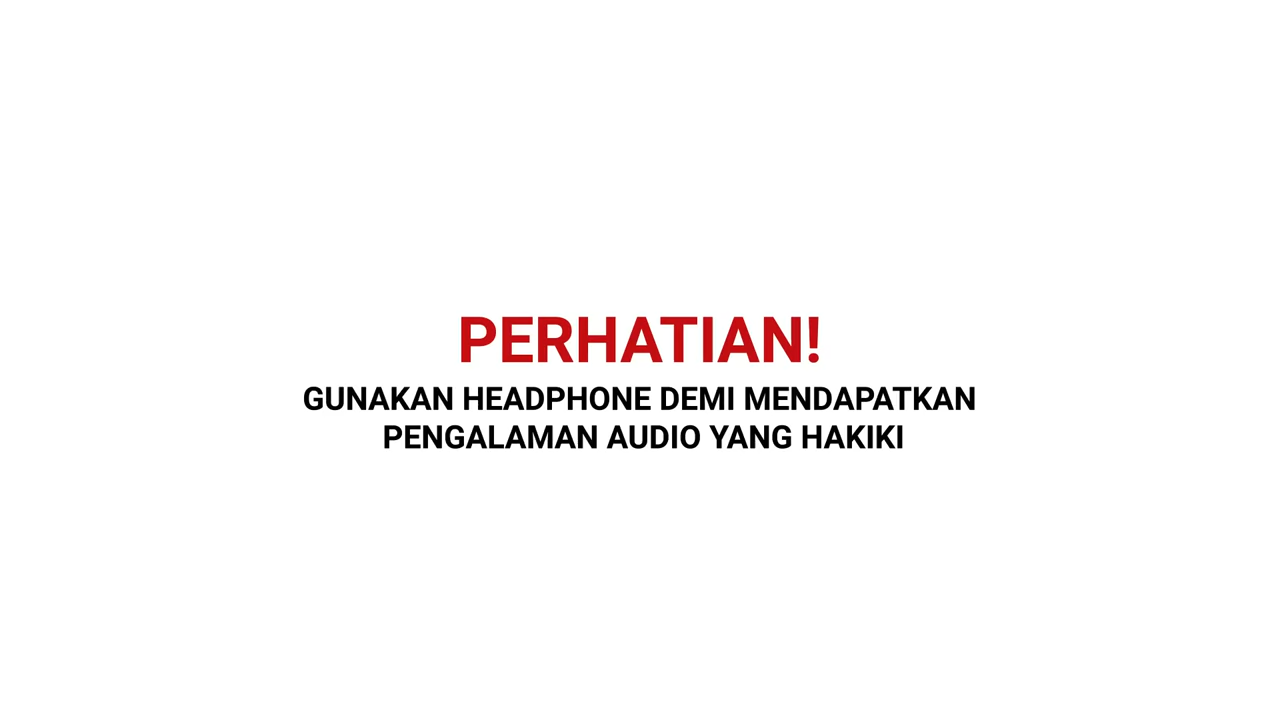 PERHATIAN!
GUNAKAN HEADPHONE DEMI MENDAPATKAN
PENGALAMAN AUDIO YANG HAKIKI